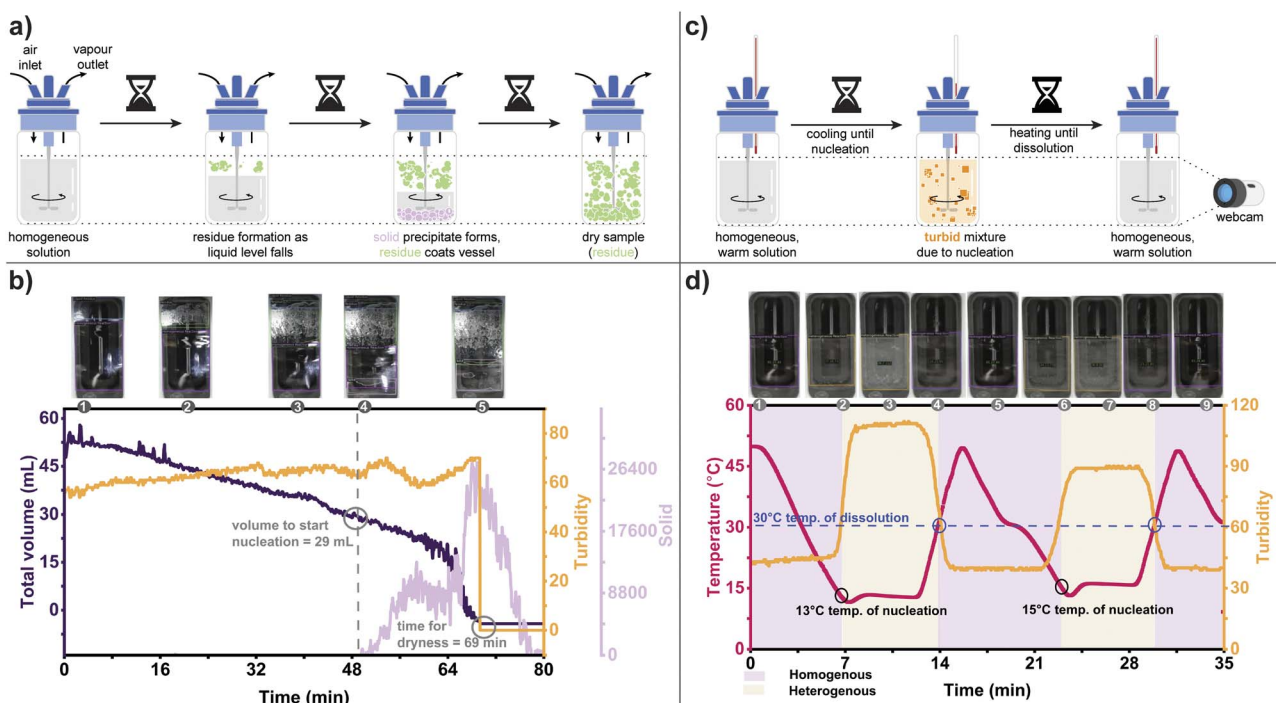 a)
air
inlet
vapour
outlet
homogeneous
solution
residue formation as
liquid level falls
solid precipitate forms,
residue coats vessel
dry sample
(residue)
c)
cooling until
nucleation
heating until
dissolution
webcam
homogeneous,
warm solution
turbid mixture
due to nucleation
homogeneous,
warm solution
b)
1
2
3
4
5
60
45
30
15
0
Total volume (mL)
volume to start
nucleation = 29 mL
time for
dryness = 69 min
80
60
40
20
0
Turbidity
26400
17600
8800
0
Solid
0
16
32
48
64
80
Time (min)
d)
1
2
3
4
5
6
7
8
9
60
45
30
15
0
Temperature (°C)
30°C temp. of dissolution
13°C temp. of nucleation
15°C temp. of nucleation
120
90
60
30
0
Turbidity
0
7
14
21
28
35
Homogenous
Heterogenous
Time (min)